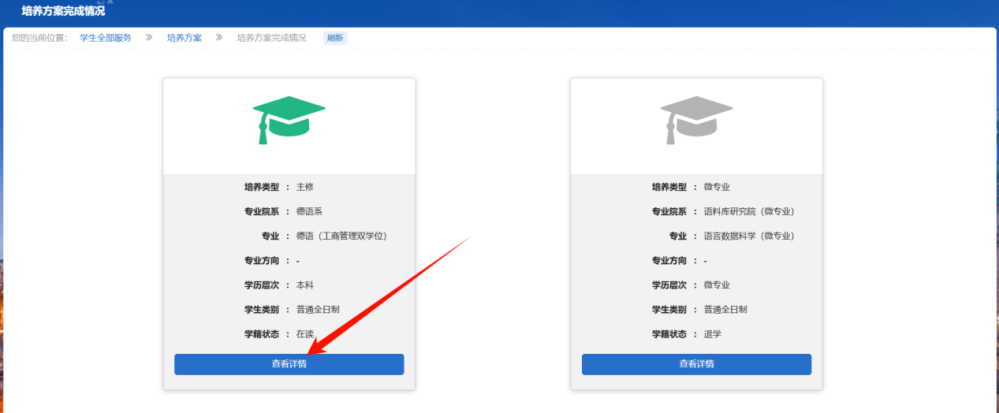 培养方案完成情况
您的当前位置： 学生全部服务 » 培养方案 » 培养方案完成情况 刷新
培养类型 ： 主修
专业院系 ： 德语系
专业 ： 德语（工商管理双学位）
专业方向 ： -
学历层次 ： 本科
学生类别 ： 普通全日制
学籍状态 ： 在读
查看详情
培养类型 ： 微专业
专业院系 ： 语料库研究院（微专业）
专业 ： 语言数据科学（微专业）
专业方向 ： -
学历层次 ： 微专业
学生类别 ： 普通全日制
学籍状态 ： 退学
查看详情